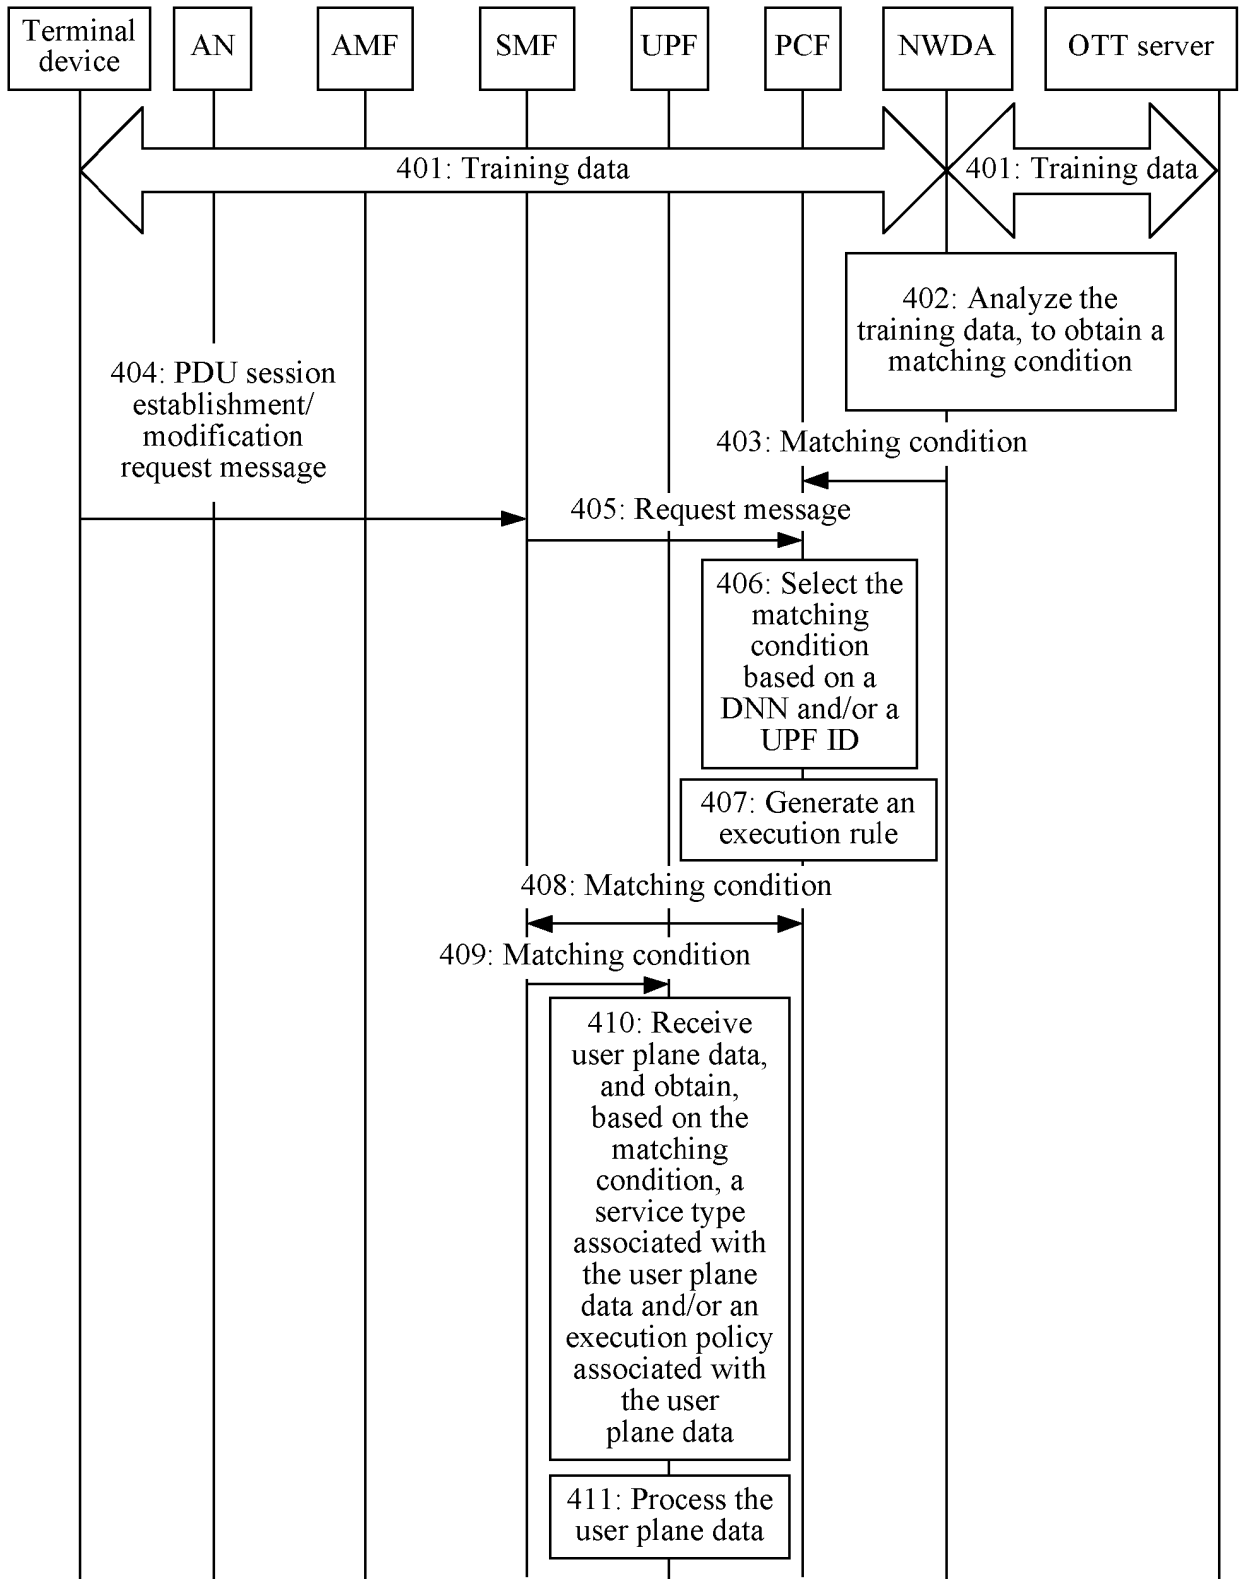 Terminal
device
AN
AMF
SMF
UPF
PCF
NWDA
OTT server
401: Training data
401: Training data
402: Analyze the
training data, to obtain a
matching condition
404: PDU session
establishment/
modification
request message
403: Matching condition
405: Request message
406: Select the
matching
condition
based on a
DNN and/or a
UPF ID
407: Generate an
execution rule
408: Matching condition
409: Matching condition
410: Receive
user plane data,
and obtain,
based on the
matching
condition, a
service type
associated with
the user plane
data and/or an
execution policy
associated with
the user
plane data
411: Process the
user plane data